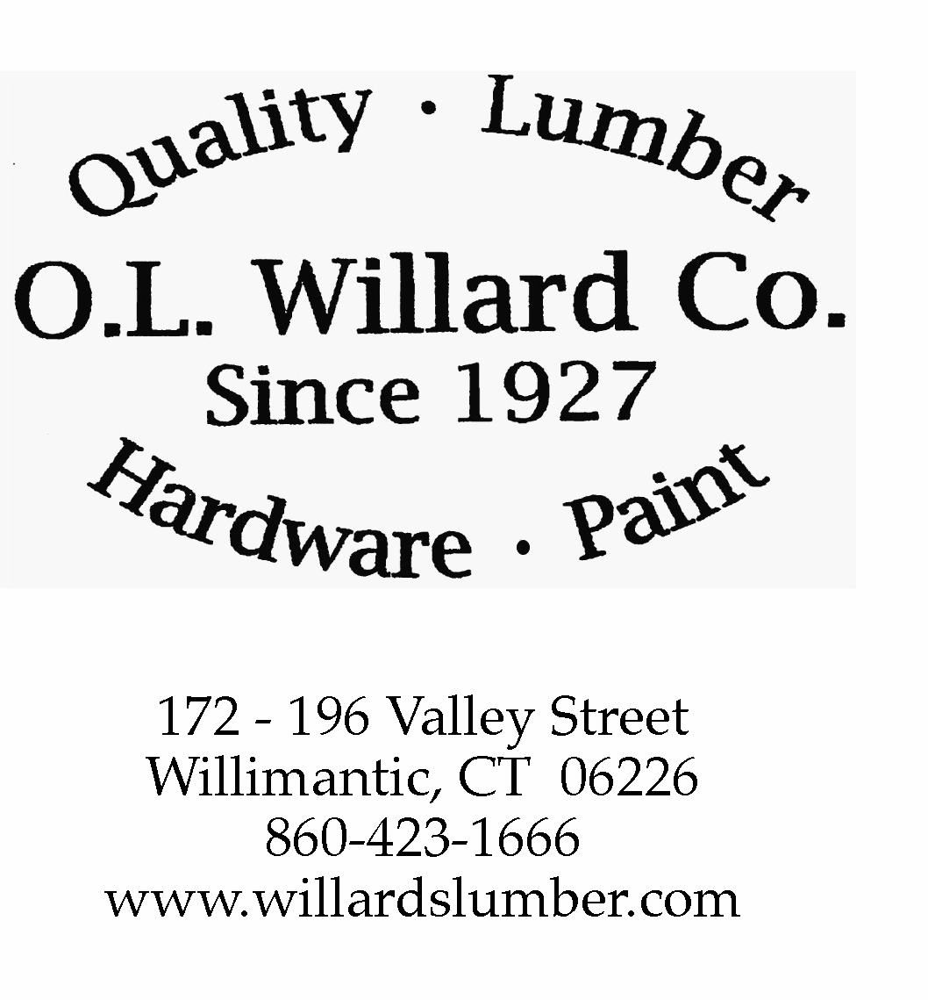 Quality · Lumber
O.L. Willard Co.
Since 1927
Hardware · Paint
172 - 196 Valley Street
Willimantic, CT  06226
860-423-1666
www.willardslumber.com